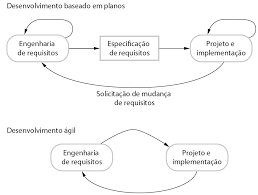 Desenvolvimento baseado em planos
Engenharia
de requisitos
Especificação
de requisitos
Projeto e
implementação
Solicitação de mudança
de requisitos
Desenvolvimento ágil
Engenharia
de requisitos
Projeto e
implementação